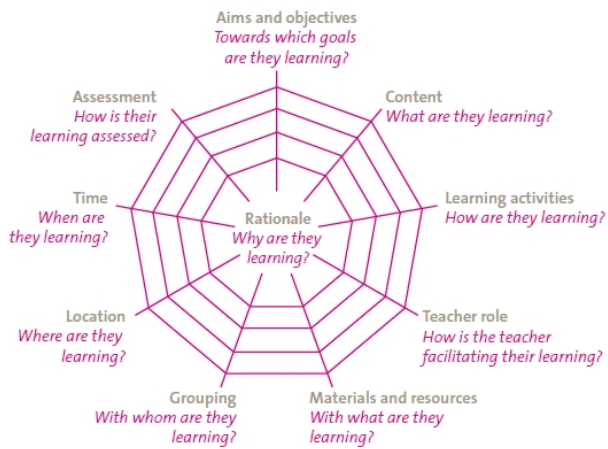 Aims and objectives
Towards which goals
are they learning?
Assessment
How is their
learning assessed?
Content
What are they learning?
Time
When are
they learning?
Rationale
Why are they
learning?
Learning activities
How are they learning?
Location
Where are they
learning?
Teacher role
How is the teacher
facilitating their learning?
Grouping
With whom are they
learning?
Materials and resources
With what are they
learning?